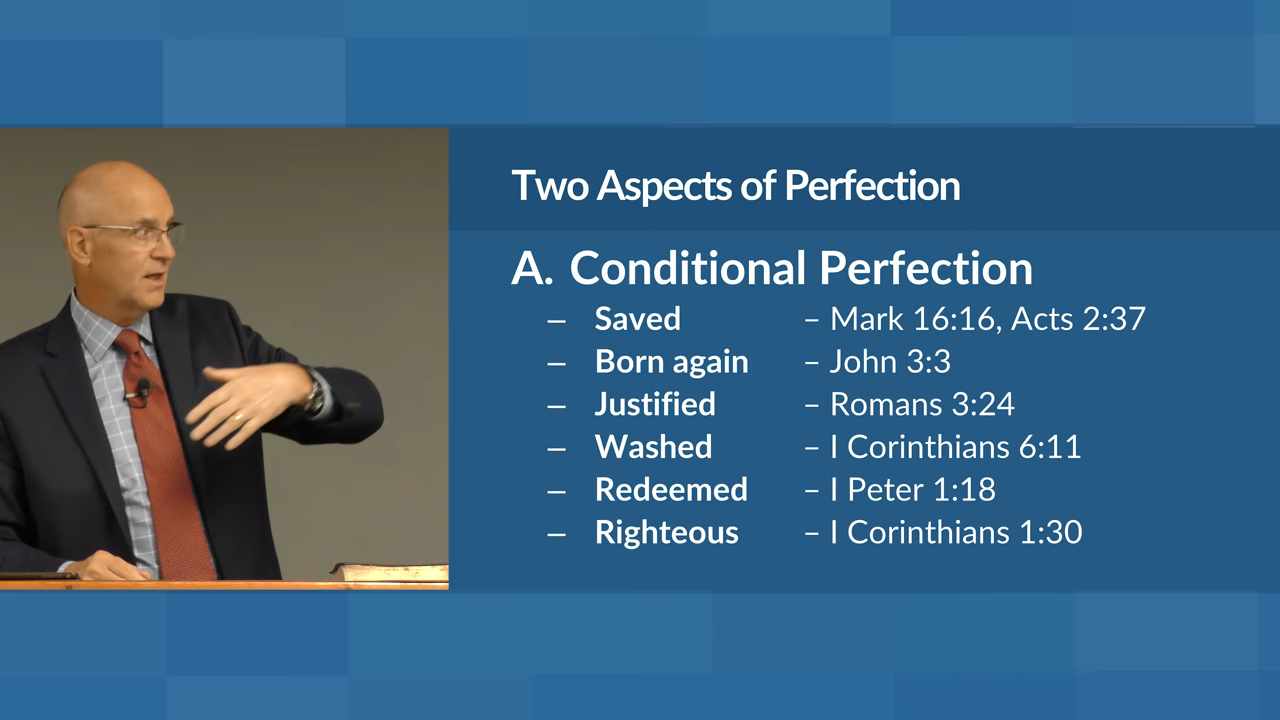 Two Aspects of Perfection
A. Conditional Perfection
– Saved – Mark 16:16, Acts 2:37
– Born again – John 3:3
– Justified – Romans 3:24
– Washed – I Corinthians 6:11
– Redeemed – I Peter 1:18
– Righteous – I Corinthians 1:30